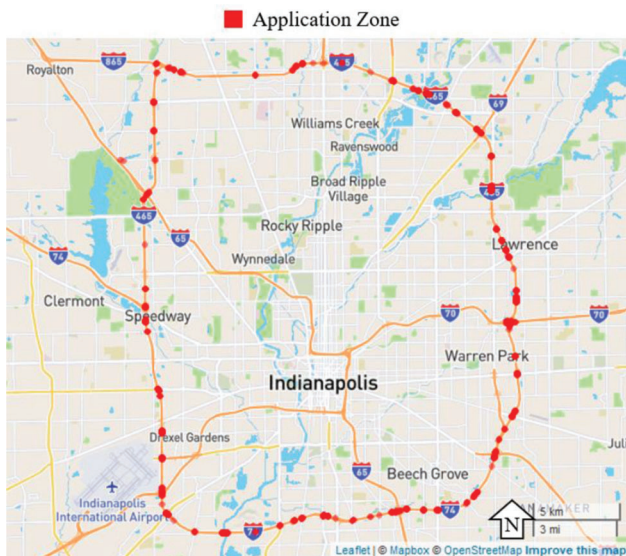 Application Zone
Royalton
865
465
465
69
Williams Creek
Ravenswood
Broad Ripple
Village
465
65
Rocky Ripple
Lawrence
74
Wynnedale
Clermont
Speedway
70
70
Warren Park
Indianapolis
Drexel Gardens
Juli
65
Beech Grove
Indianapolis
International Airport
74
N
5 km
3 mi
Leaflet | © Mapbox © OpenStreetMap Improve this map